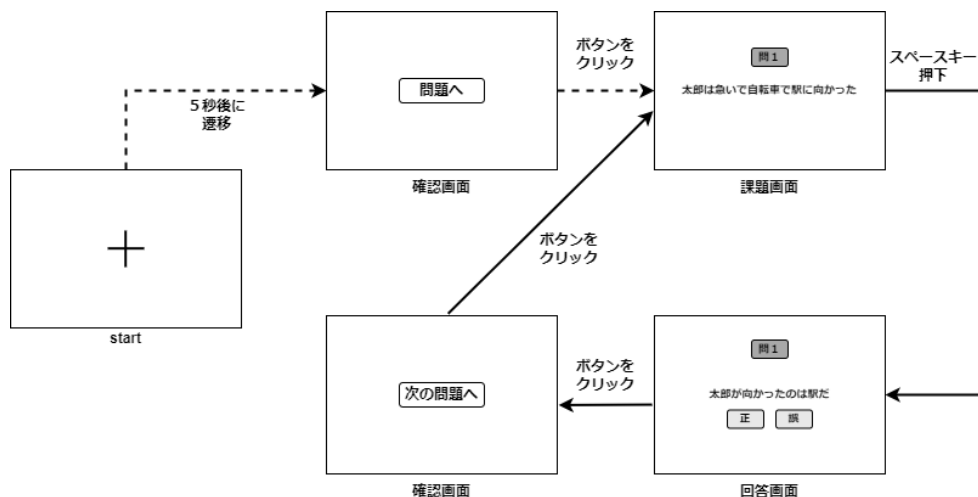 ボタンを
クリック
問1
スペースキー
押下
問題へ
太郎は急いで自転車で駅に向かった
5秒後に
遷移
確認画面
課題画面
ボタンを
クリック
start
ボタンを
クリック
問1
次の問題へ
太郎が向かったのは駅だ
正 誤
確認画面
回答画面